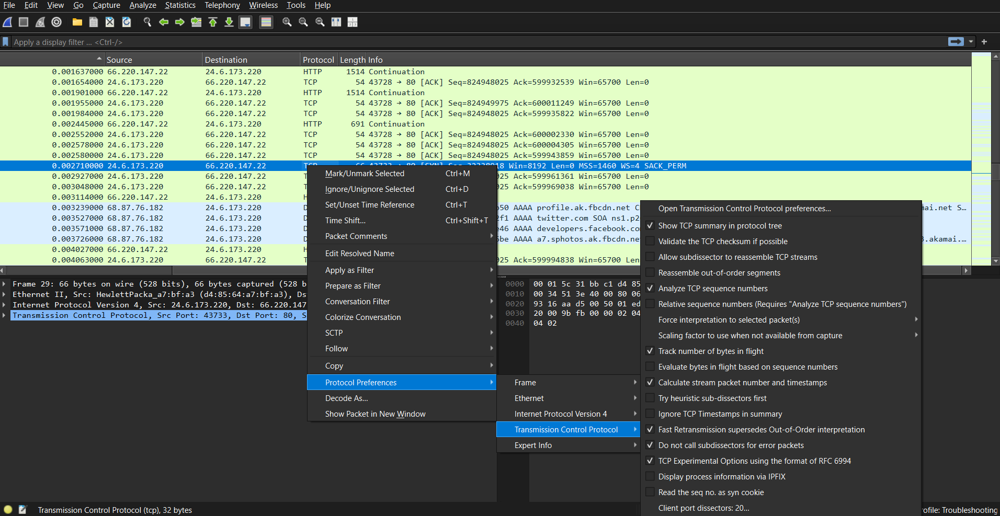 File Edit View Go Capture Analyze Statistics Telephony Wireless Tools Help
Apply a display filter ... <Ctrl-/>
Source Destination Protocol Length Info
0.001637000 66.220.147.22 24.6.173.220 HTTP 1514 Continuation
0.001654000 24.6.173.220 66.220.147.22 TCP 54 43728 → 80 [ACK] Seq=824948025 Ack=599932539 Win=65700 Len=0
0.001901000 66.220.147.22 24.6.173.220 HTTP 1514 Continuation
0.001955000 24.6.173.220 66.220.147.22 TCP 54 43728 → 80 [ACK] Seq=824949975 Ack=600011249 Win=65700 Len=0
0.001984000 24.6.173.220 66.220.147.22 TCP 54 43728 → 80 [ACK] Seq=824948025 Ack=599935822 Win=65700 Len=0
0.002445000 66.220.147.22 24.6.173.220 HTTP 691 Continuation
0.002552000 24.6.173.220 66.220.147.22 TCP 54 43728 → 80 [ACK] Seq=824948025 Ack=600002330 Win=65700 Len=0
0.002578000 24.6.173.220 66.220.147.22 TCP 54 43728 → 80 [ACK] Seq=824948025 Ack=600004305 Win=65700 Len=0
0.002580000 24.6.173.220 66.220.147.22 TCP 54 43728 → 80 [ACK] Seq=824948025 Ack=599943859 Win=65700 Len=0
0.002710000 24.6.173.220 66.220.147.22 Win=8192 Len=0 MSS=1460 WS=4 SACK_PERM
0.002927000 24.6.173.220 66.220.147.22 T 25 Ack=599961361 Win=65700 Len=0
0.003048000 24.6.173.220 66.220.147.22 T 25 Ack=599969038 Win=65700 Len=0
0.003114000 66.220.147.22 24.6.173.220
0.003239000 68.87.76.182 24.6.173.220 50 AAAA profile.ak.fbcdn.net mai.net S…
0.003527000 68.87.76.182 24.6.173.220 2f1 AAAA twitter.com SOA ns1.p2
0.003571000 68.87.76.182 24.6.173.220 e46 AAAA developers.facebook.co
0.003726000 68.87.76.182 24.6.173.220 be AAAA a7.sphotos.ak.fbcdn.ne 3.akamai.…
0.004027000 66.220.147.22 24.6.173.220
0.004063000 24.6.173.220 66.220.147.22 T 25 Ack=599994838 Win=65700 Le
Mark/Unmark Selected Ctrl+M
Ignore/Unignore Selected Ctrl+D
Set/Unset Time Reference Ctrl+T
Time Shift... Ctrl+Shift+T
Packet Comments
Edit Resolved Name
Apply as Filter
Prepare as Filter
Conversation Filter
Colorize Conversation
SCTP
Follow
Copy
Protocol Preferences
Decode As...
Show Packet in New Window
Frame
Ethernet
Internet Protocol Version 4
Transmission Control Protocol
Expert Info
Open Transmission Control Protocol preferences...
Show TCP summary in protocol tree
Validate the TCP checksum if possible
Allow subdissector to reassemble TCP streams
Reassemble out-of-order segments
Analyze TCP sequence numbers
Relative sequence numbers (Requires "Analyze TCP sequence numbers")
Force interpretation to selected packet(s)
Scaling factor to use when not available from capture
Track number of bytes in flight
Evaluate bytes in flight based on sequence numbers
Calculate stream packet number and timestamps
Try heuristic sub-dissectors first
Ignore TCP Timestamps in summary
Fast Retransmission supersedes Out-of-Order interpretation
Do not call subdissectors for error packets
TCP Experimental Options using the format of RFC 6994
Display process information via IPFIX
Read the seq no. as syn cookie
Client port dissectors: 20...
Frame 29: 66 bytes on wire (528 bits), 66 bytes captured (528 b
Ethernet II, Src: HewlettPacka_a7:bf:a3 (d4:85:64:a7:bf:a3), Ds
Internet Protocol Version 4, Src: 24.6.173.220, Dst: 66.220.147
Transmission Control Protocol, Src Port: 43733, Dst Port: 80, S
0000 00 01 5c 31 bb c1 d4 85
0010 00 34 51 3e 40 00 80 06
0020 93 16 aa d5 00 50 01 ed
0030 20 00 9b fb 00 00 02 04
0040 04 02
Transmission Control Protocol (tcp), 32 bytes
ofile: Troubleshooting